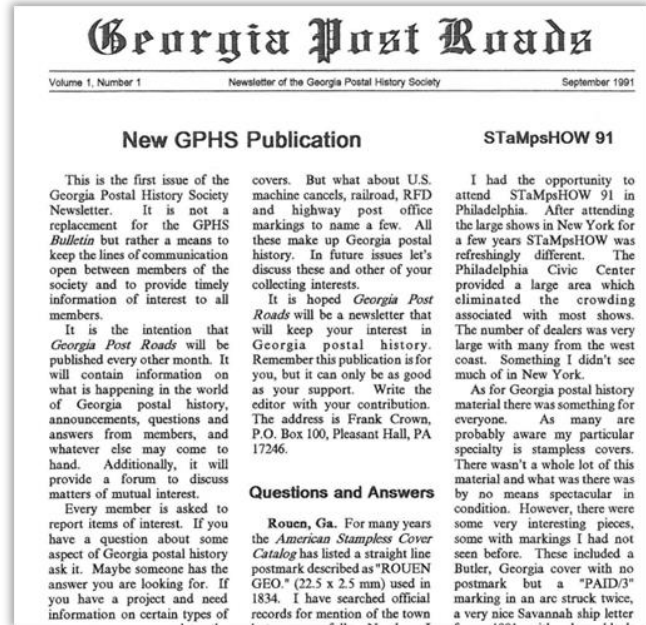 Georgia Post Roads
Volume 1, Number 1 Newsletter of the Georgia Postal History Society September 1991
New GPHS Publication
This is the first issue of the
Georgia Postal History Society
Newsletter. It is not a
replacement for the GPHS
Bulletin but rather a means to
keep the lines of communication
open between members of the
society and to provide timely
information of interest to all
members.
It is the intention that
Georgia Post Roads will be
published every other month. It
will contain information on
what is happening in the world
of Georgia postal history,
announcements, questions and
answers from members, and
whatever else may come to
hand. Additionally, it will
provide a forum to discuss
matters of mutual interest.
Every member is asked to
report items of interest. If you
have a question about some
aspect of Georgia postal history
ask it. Maybe someone has the
answer you are looking for. If
you have a project and need
information on certain types of
covers. But what about U.S.
machine cancels, railroad, RFD
and highway post office
markings to name a few. All
these make up Georgia postal
history. In future issues let's
discuss these and other of your
collecting interests.
It is hoped Georgia Post
Roads will be a newsletter that
will keep your interest in
Georgia postal history.
Remember this publication is for
you, but it can only be as good
as your support. Write the
editor with your contribution.
The address is Frank Crown,
P.O. Box 100, Pleasant Hall, PA
17246.
Questions and Answers
Rouen, Ga. For many years
the American Stampless Cover
Catalog has listed a straight line
postmark described as "ROUEN
GEO." (22.5 x 2.5 mm) used in
1834. I have searched official
records for mention of the town
STaMpsHOW 91
I had the opportunity to
attend STaMpsHOW 91 in
Philadelphia. After attending
the large shows in New York for
a few years STaMpsHOW was
refreshingly different. The
Philadelphia Civic Center
provided a large area which
eliminated the crowding
associated with most shows.
The number of dealers was very
large with many from the west
coast. Something I didn't see
much of in New York.
As for Georgia postal history
material there was something for
everyone. As many are
probably aware my particular
specialty is stampless covers.
There wasn't a whole lot of this
material and what was there was
by no means spectacular in
condition. However, there were
some very interesting pieces,
some with markings I had not
seen before. These included a
Butler, Georgia cover with no
postmark but a "PAID/3"
marking in an arc struck twice,
a very nice Savannah ship letter